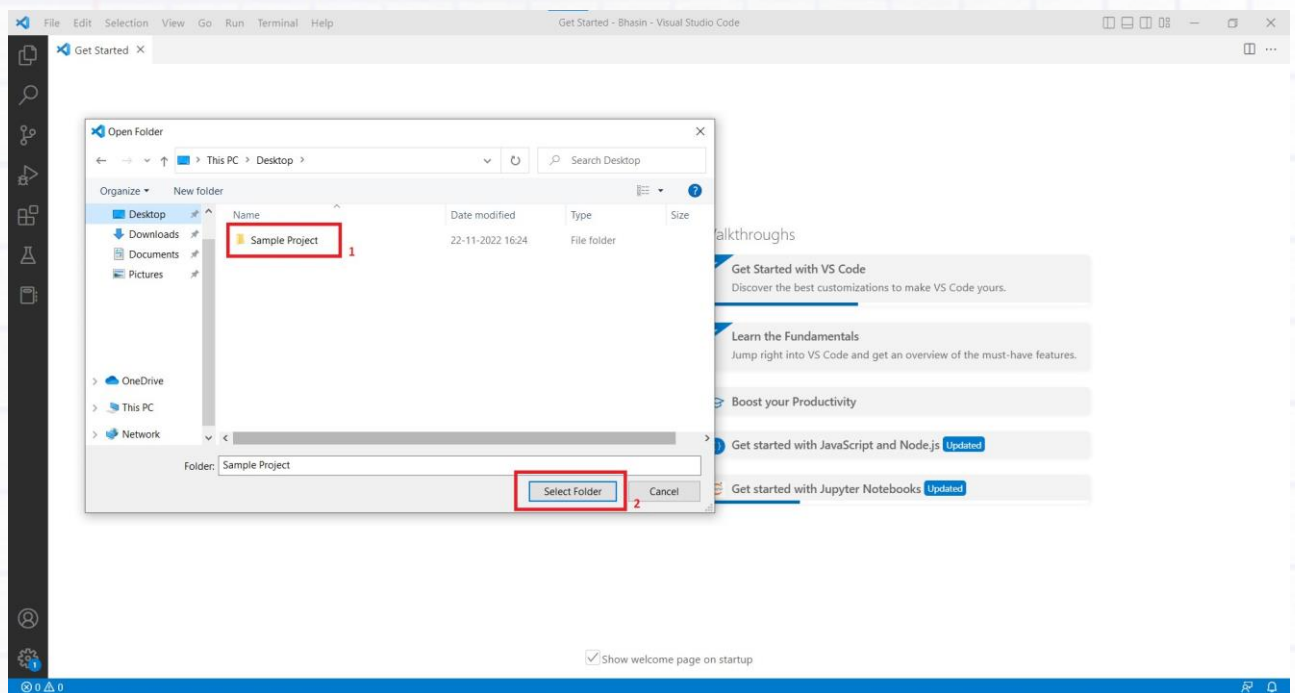 File Edit Selection View Go Run Terminal Help
Get Started - Bhasin - Visual Studio Code
Get Started
Open Folder
This PC > Desktop >
Search Desktop
Organize
New folder
Name
Date modified
Type
Size
Desktop
Downloads
Documents
Pictures
OneDrive
This PC
Network
Sample Project
22-11-2022 16:24
File folder
1
Folder: Sample Project
Select Folder
Cancel
2
alkthroughs
Get Started with VS Code
Discover the best customizations to make VS Code yours.
Learn the Fundamentals
Jump right into VS Code and get an overview of the must-have features.
Boost your Productivity
Get started with JavaScript and Node.js Updated
Get started with Jupyter Notebooks Updated
Show welcome page on startup
1
0 0